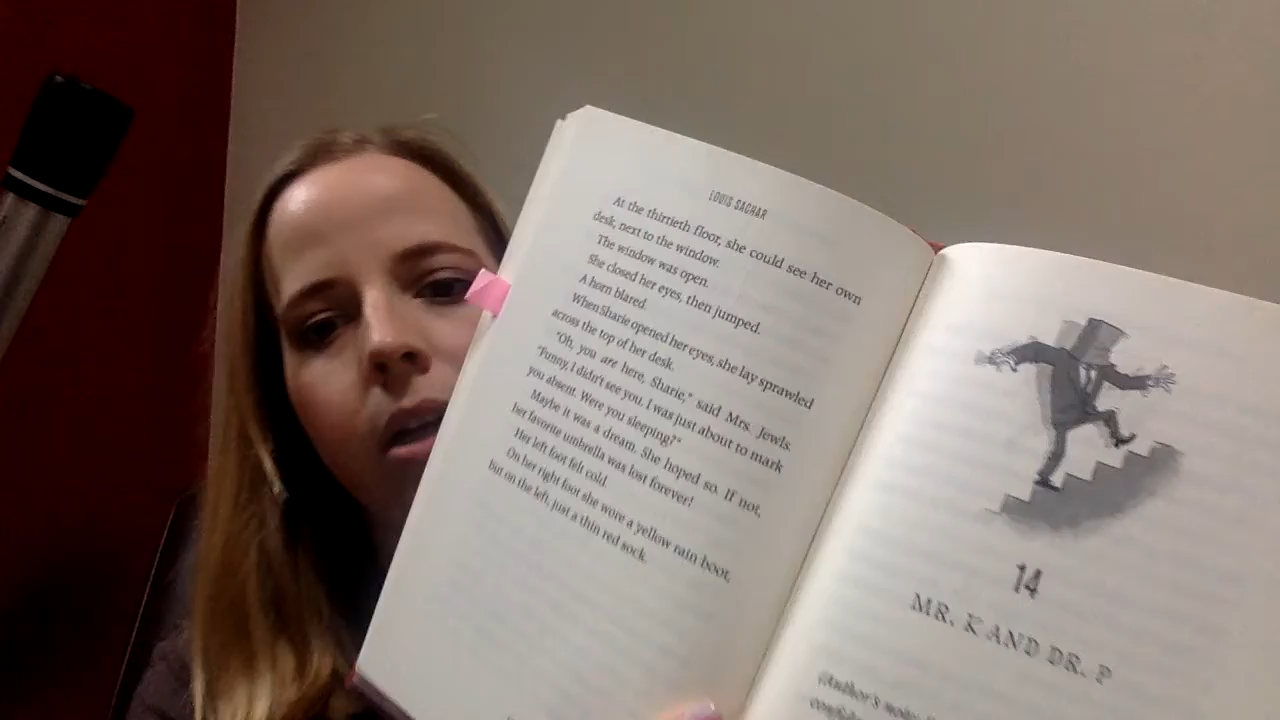 LOUIS SACHAR
At the thirtieth floor, she could see her own
desk, next to the window.
The window was open.
She closed her eyes, then jumped.
A horn blared.
When Sharie opened her eyes, she lay sprawled
across the top of her desk.
"Oh, you are here, Sharie," said Mrs. Jewls.
"Funny, I didn't see you. I was just about to mark
you absent. Were you sleeping?"
Maybe it was a dream. She hoped so. If not,
her favorite umbrella was lost forever!
Her left foot felt cold.
On her right foot she wore a yellow rain boot,
but on the left, just a thin red sock.
14
MR. K AND DR. P
(Author's note: